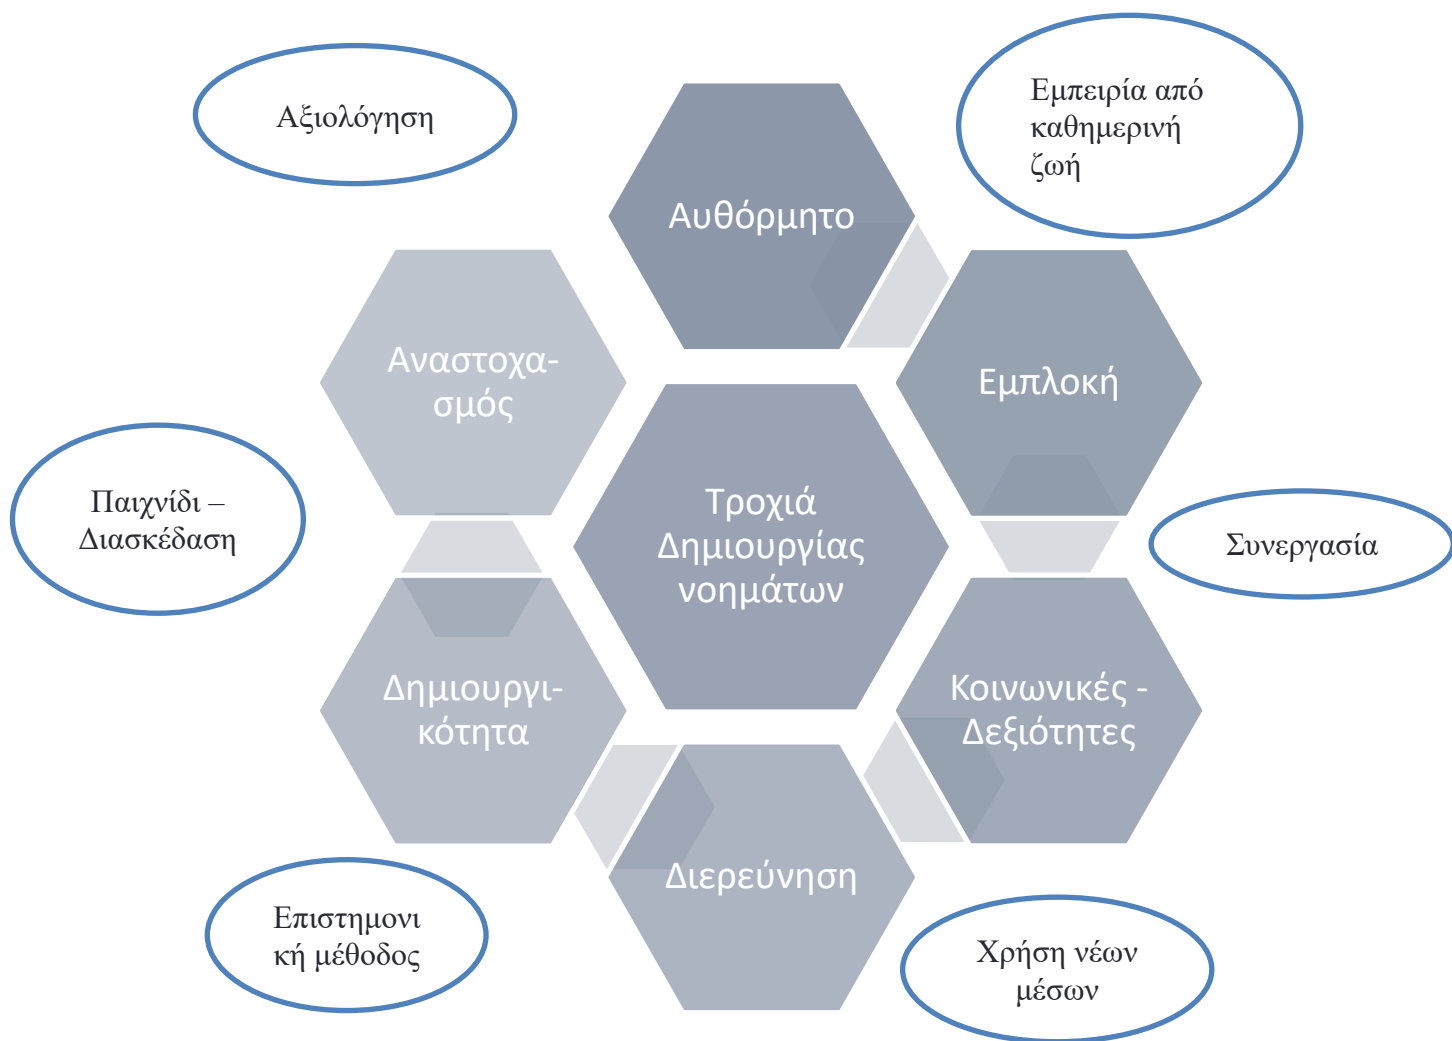 Αξιολόγηση
Εμπειρία από
καθημερινή
ζωή
Αυθόρμητο
Αναστοχα-
σμός
Εμπλοκή
Τροχιά
Δημιουργίας
νοημάτων
Παιχνίδι –
Διασκέδαση
Συνεργασία
Δημιουργι-
κότητα
Κοινωνικές -
Δεξιότητες
Διερεύνηση
Επιστημονι
κή μέθοδος
Χρήση νέων
μέσων